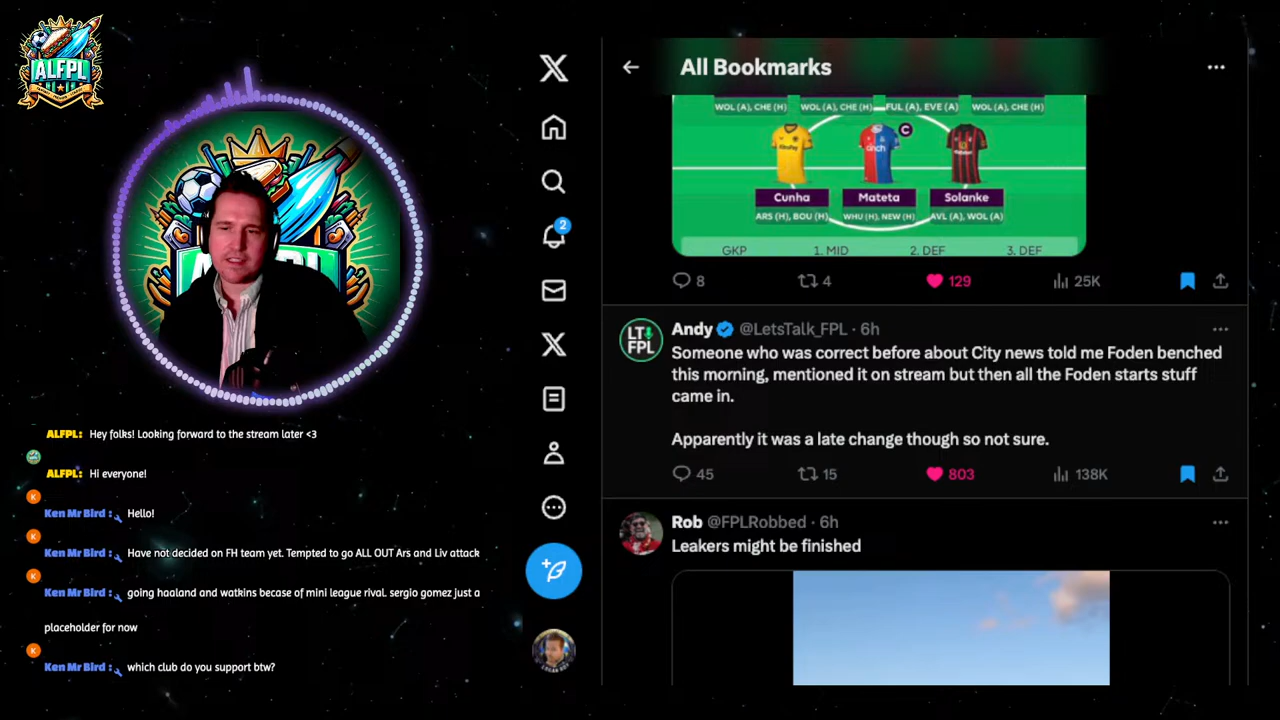 ALFPL
ALFPL: Hey folks! Looking forward to the stream later <3
ALFPL: Hi everyone!
K
Ken Mr Bird : Hello!
K
Ken Mr Bird : Have not decided on FH team yet. Tempted to go ALL OUT Ars and Liv attack
K
Ken Mr Bird : going haaland and watkins becase of mini league rival. sergio gomez just a
placeholder for now
K
Ken Mr Bird : which club do you support btw?
2
All Bookmarks
WOL (A), CHE (H) WOL (A), CHE (H) FUL (A), EVE (A) WOL (A), CHE (H)
C
cinch
Cunha Mateta Solanke
ARS (H), BOU (H) WHU (H), NEW (H) AVL (A), WOL (A)
GKP 1. MID 2. DEF 3. DEF
8 4 129 25K
LT
FPL
Andy @LetsTalk_FPL · 6h
Someone who was correct before about City news told me Foden benched
this morning, mentioned it on stream but then all the Foden starts stuff
came in.
Apparently it was a late change though so not sure.
45 15 803 138K
Rob @FPLRobbed · 6h
Leakers might be finished